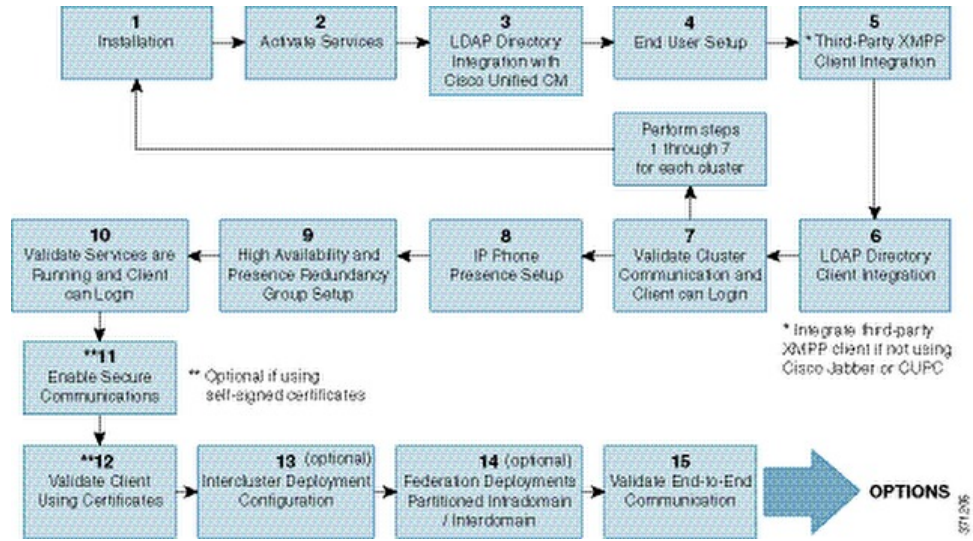 1
Installation
2
Activate Services
3
LDAP Directory
Integration with
Cisco Unified CM
4
End User Setup
5
* Third-Party XMPP
Client Integration
Perform steps
1 through 7
for each cluster
10
Validate Services are
Running and Client
can Login
9
High Availability and
Presence Redundancy
Group Setup
8
IP Phone
Presence Setup
7
Validate Cluster
Communication and
Client can Login
6
LDAP Directory
Client Integration
* Integrate third-party
XMPP client if not using
Cisco Jabber or CUPC
**11
Enable Secure
Communications
** Optional if using
self-signed certificates
**12
Validate Client
Using Certificates
13 (optional)
Intercluster Deployment
Configuration
14 (optional)
Federation Deployments
Partitioned Intradomain
/ Interdomain
15
Validate End-to-End
Communication
OPTIONS